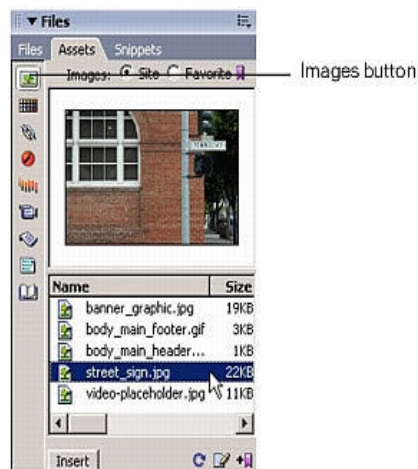 Files
Files Assets Snippets
Images: Site Favorite
Images button
Name Size
banner_graphic.jpg 19KB
body_main_footer.gif 3KB
body_main_header... 1KB
street_sign.jpg 22KB
video-placeholder.jpg 11KB
Insert